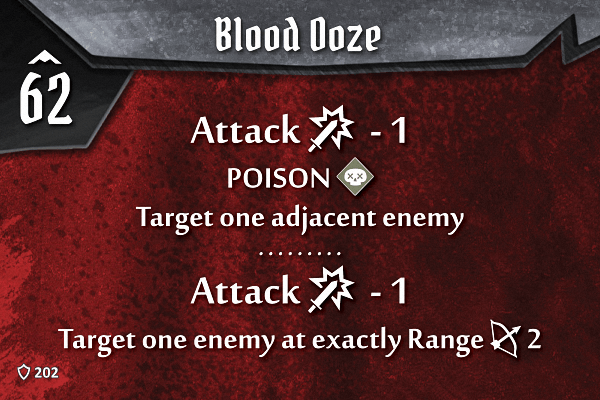 Blood Ooze
62
Attack - 1
POISON
Target one adjacent enemy
.........
Attack - 1
Target one enemy at exactly Range 2
202